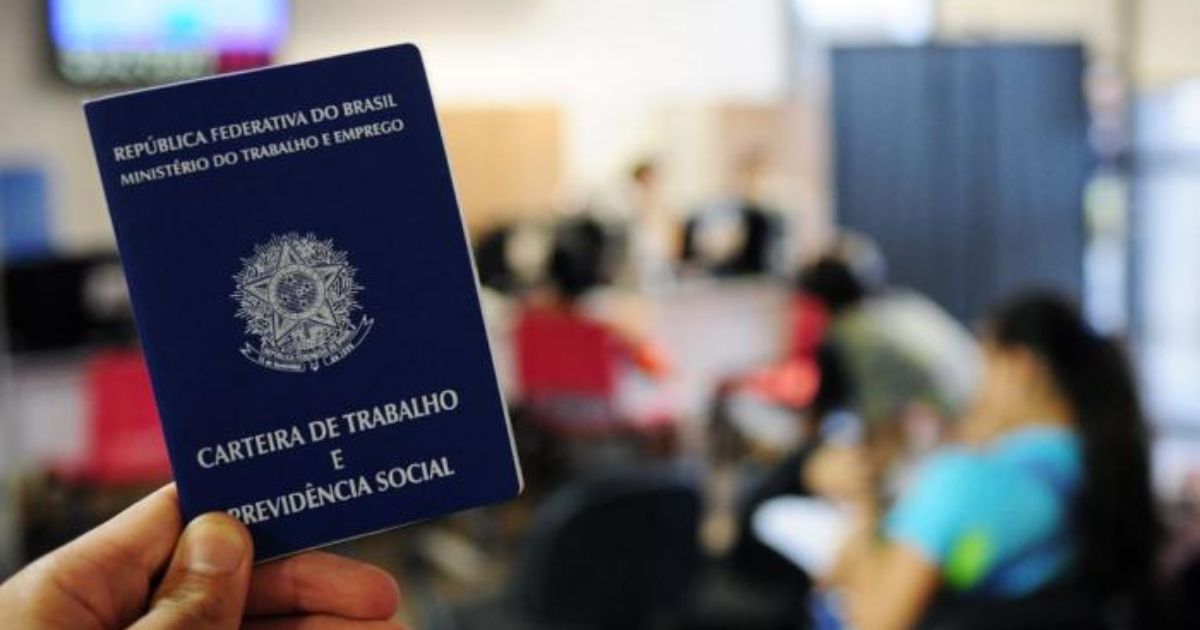 REPÚBLICA FEDERATIVA DO BRASIL
MINISTÉRIO DO TRABALHO E EMPREGO
CARTEIRA DE TRABALHO
E
PREVIDÊNCIA SOCIAL